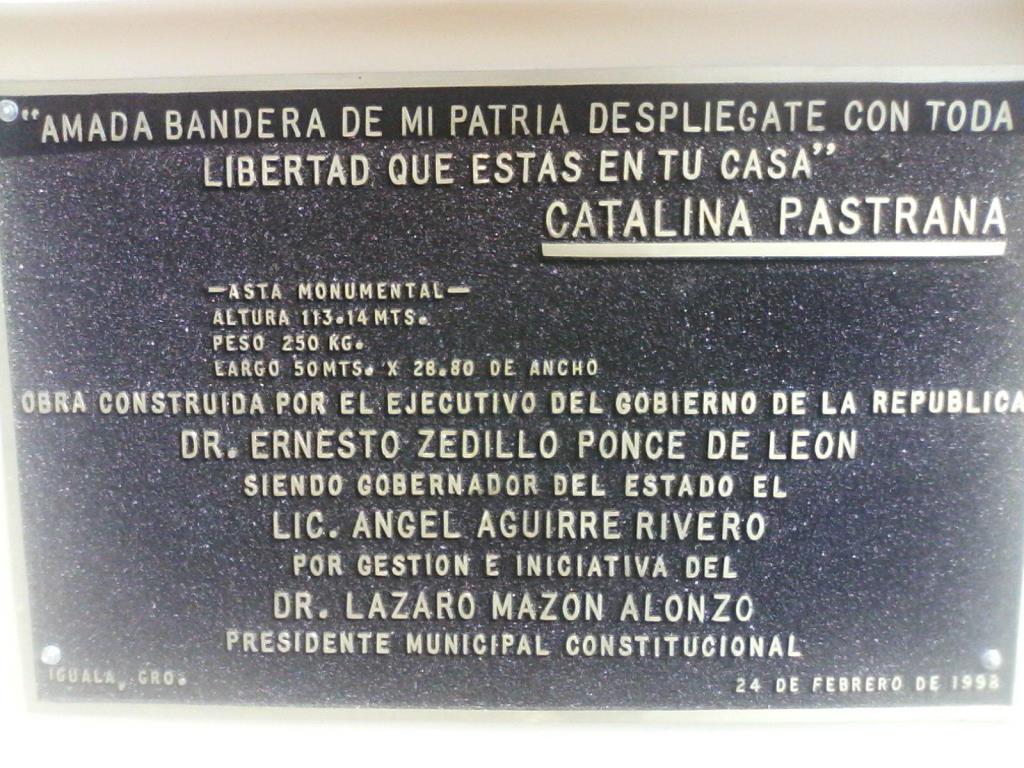 "AMADA BANDERA DE MI PATRIA DESPLIEGATE CON TODA
LIBERTAD QUE ESTAS EN TU CASA"
CATALINA PASTRANA
—ASTA MONUMENTAL—
ALTURA 113.14 MTS.
PESO 250 KG.
LARGO 50MTS. X 28.80 DE ANCHO
OBRA CONSTRUIDA POR EL EJECUTIVO DEL GOBIERNO DE LA REPUBLICA
DR. ERNESTO ZEDILLO PONCE DE LEON
SIENDO GOBERNADOR DEL ESTADO EL
LIC. ANGEL AGUIRRE RIVERO
POR GESTION E INICIATIVA DEL
DR. LAZARO MAZON ALONZO
PRESIDENTE MUNICIPAL CONSTITUCIONAL
IGUALA, GRO.
24 DE FEBRERO DE 1998